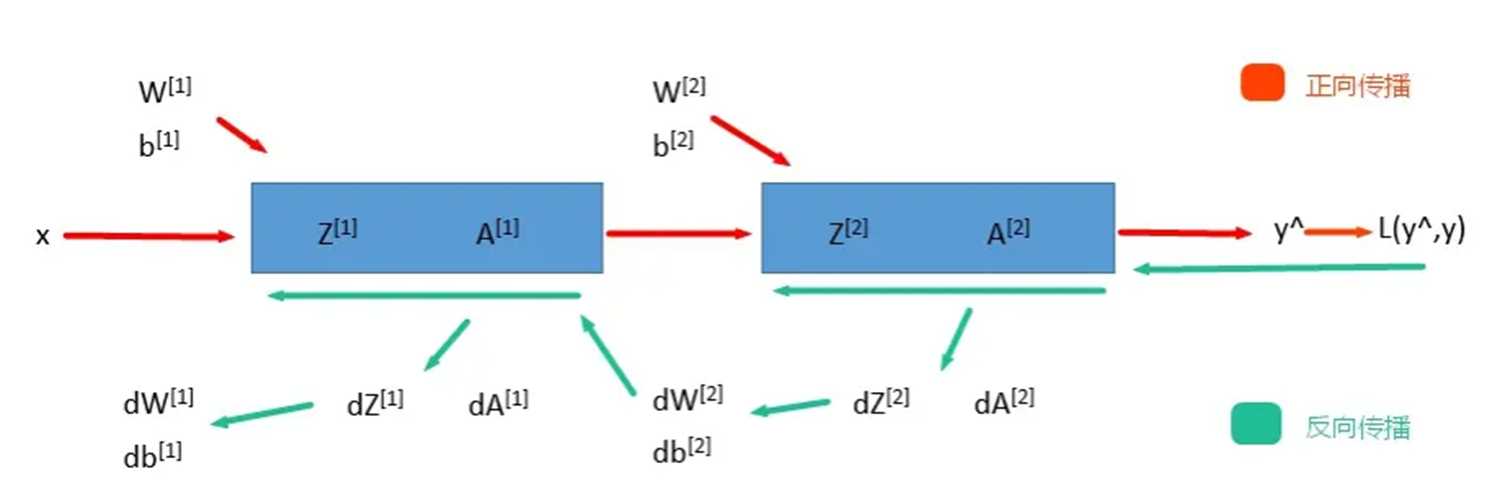 W[1]
b[1]
W[2]
b[2]
正向传播
x
Z[1] A[1]
Z[2] A[2]
y^
L(y^,y)
dW[1]
db[1]
dZ[1] dA[1]
dW[2]
db[2]
dZ[2] dA[2]
反向传播